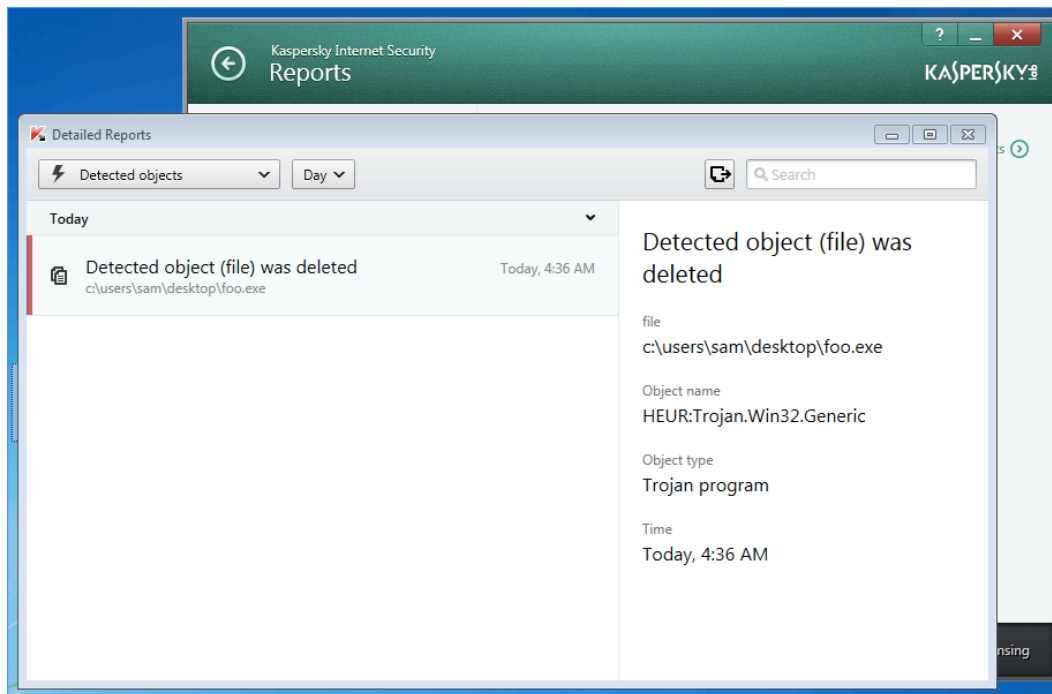 Kaspersky Internet Security
Reports
?
KASPERSKY lab
Detailed Reports
Detected objects
Day
Search
Today
Detected object (file) was deleted
Today, 4:36 AM
c:\users\sam\desktop\foo.exe
Detected object (file) was
deleted
file
c:\users\sam\desktop\foo.exe
Object name
HEUR:Trojan.Win32.Generic
Object type
Trojan program
Time
Today, 4:36 AM
nsing